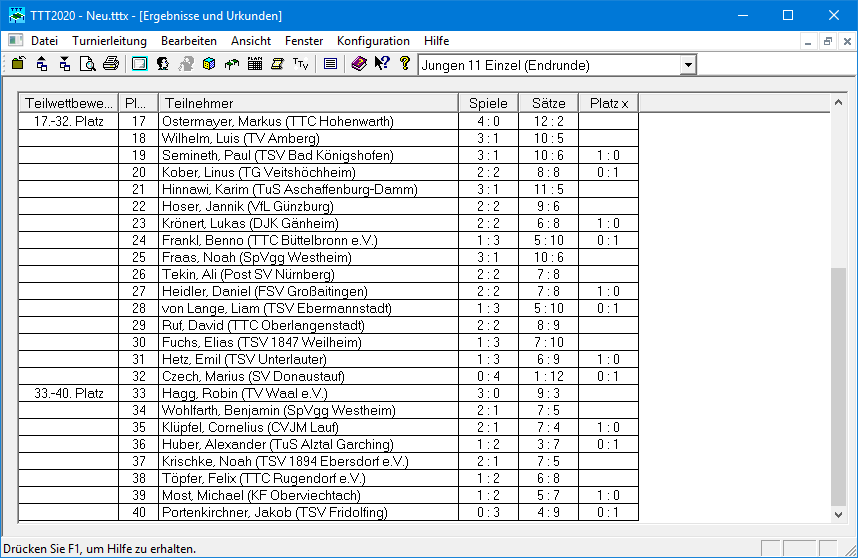 TTT2020 - Neu.tttx - [Ergebnisse und Urkunden]
Datei Turnierleitung Bearbeiten Ansicht Fenster Konfiguration Hilfe
Jungen 11 Einzel (Endrunde)
Teilwettbewe... Pl... Teilnehmer Spiele Sätze Platz x
17.-32. Platz 17 Ostermayer, Markus (TTC Hohenwarth) 4 : 0 12 : 2
18 Wilhelm, Luis (TV Amberg) 3 : 1 10 : 5
19 Semineth, Paul (TSV Bad Königshofen) 3 : 1 10 : 6 1 : 0
20 Kober, Linus (TG Veitshöchheim) 2 : 2 8 : 8 0 : 1
21 Hinnawi, Karim (TuS Aschaffenburg-Damm) 3 : 1 11 : 5
22 Hoser, Jannik (VfL Günzburg) 2 : 2 9 : 6
23 Krönert, Lukas (DJK Gänheim) 2 : 2 6 : 8 1 : 0
24 Frankl, Benno (TTC Büttelbronn e.V.) 1 : 3 5 : 10 0 : 1
25 Fraas, Noah (SpVgg Westheim) 3 : 1 10 : 6
26 Tekin, Ali (Post SV Nürnberg) 2 : 2 7 : 8
27 Heidler, Daniel (FSV Großaitingen) 2 : 2 7 : 8 1 : 0
28 von Lange, Liam (TSV Ebermannstadt) 1 : 3 5 : 10 0 : 1
29 Ruf, David (TTC Oberlangenstadt) 2 : 2 8 : 9
30 Fuchs, Elias (TSV 1847 Weilheim) 1 : 3 7 : 10
31 Hetz, Emil (TSV Unterlauter) 1 : 3 6 : 9 1 : 0
32 Czech, Marius (SV Donaustauf) 0 : 4 1 : 12 0 : 1
33.-40. Platz 33 Hagg, Robin (TV Waal e.V.) 3 : 0 9 : 3
34 Wohlfarth, Benjamin (SpVgg Westheim) 2 : 1 7 : 5
35 Klüpfel, Cornelius (CVJM Lauf) 2 : 1 7 : 4 1 : 0
36 Huber, Alexander (TuS Alztal Garching) 1 : 2 3 : 7 0 : 1
37 Krischke, Noah (TSV 1894 Ebersdorf e.V.) 2 : 1 7 : 5
38 Töpfer, Felix (TTC Rugendorf e.V.) 1 : 2 6 : 8
39 Most, Michael (KF Oberviechtach) 1 : 2 5 : 7 1 : 0
40 Portenkirchner, Jakob (TSV Fridolfing) 0 : 3 4 : 9 0 : 1
Drücken Sie F1, um Hilfe zu erhalten.